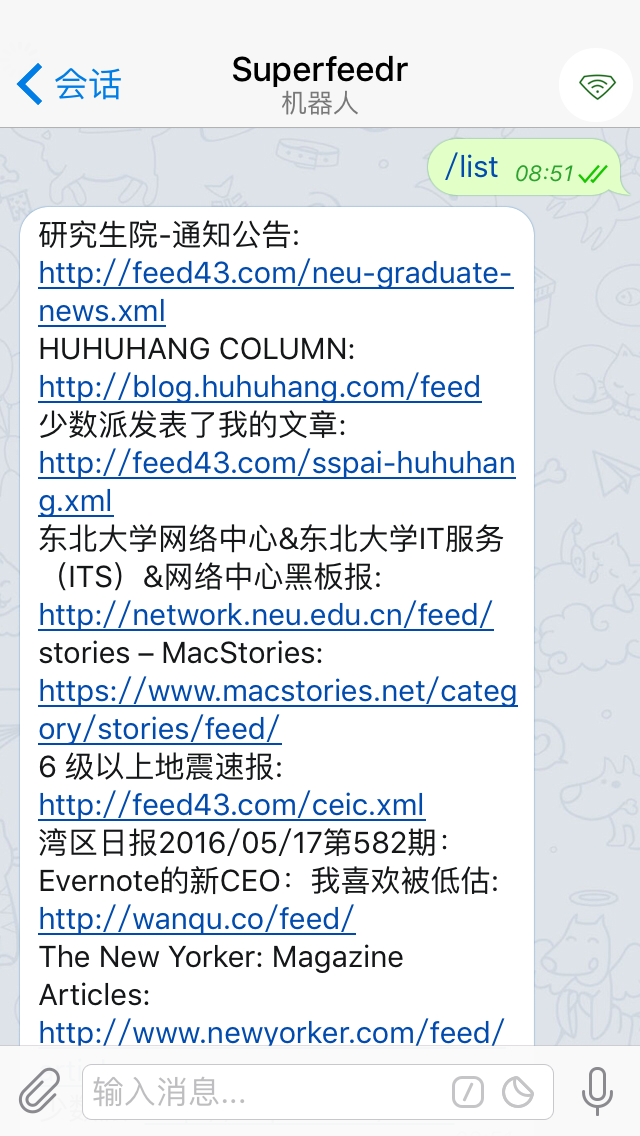 会话
Superfeedr
机器人
/list 08:51
研究生院-通知公告:
http://feed43.com/neu-graduate-
news.xml
HUHUHANG COLUMN:
http://blog.huhuhang.com/feed
少数派发表了我的文章:
http://feed43.com/sspai-huhuhan
g.xml
东北大学网络中心&东北大学IT服务
（ITS）&网络中心黑板报:
http://network.neu.edu.cn/feed/
stories – MacStories:
https://www.macstories.net/categ
ory/stories/feed/
6 级以上地震速报:
http://feed43.com/ceic.xml
湾区日报2016/05/17第582期：
Evernote的新CEO：我喜欢被低估:
http://wanqu.co/feed/
The New Yorker: Magazine
Articles:
http://www.newyorker.com/feed/
输入消息...